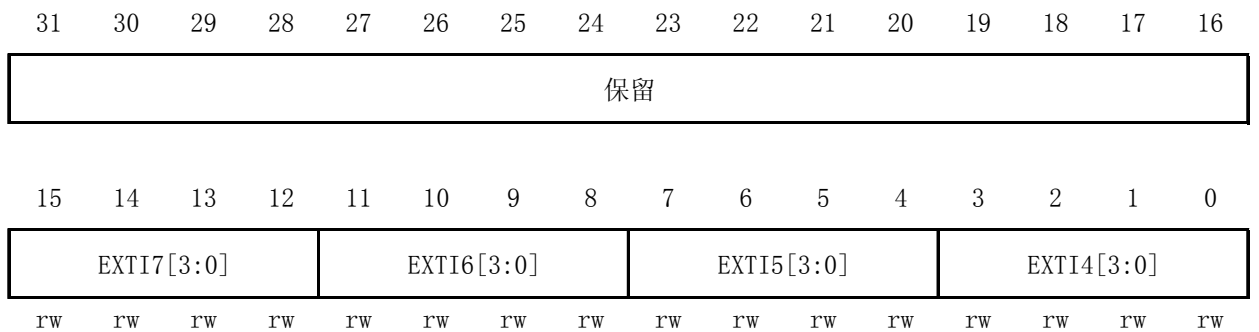 31 30 29 28 27 26 25 24 23 22 21 20 19 18 17 16
保留
15 14 13 12 11 10 9 8 7 6 5 4 3 2 1 0
EXTI7[3:0] EXTI6[3:0] EXTI5[3:0] EXTI4[3:0]
rw rw rw rw rw rw rw rw rw rw rw rw rw rw rw rw